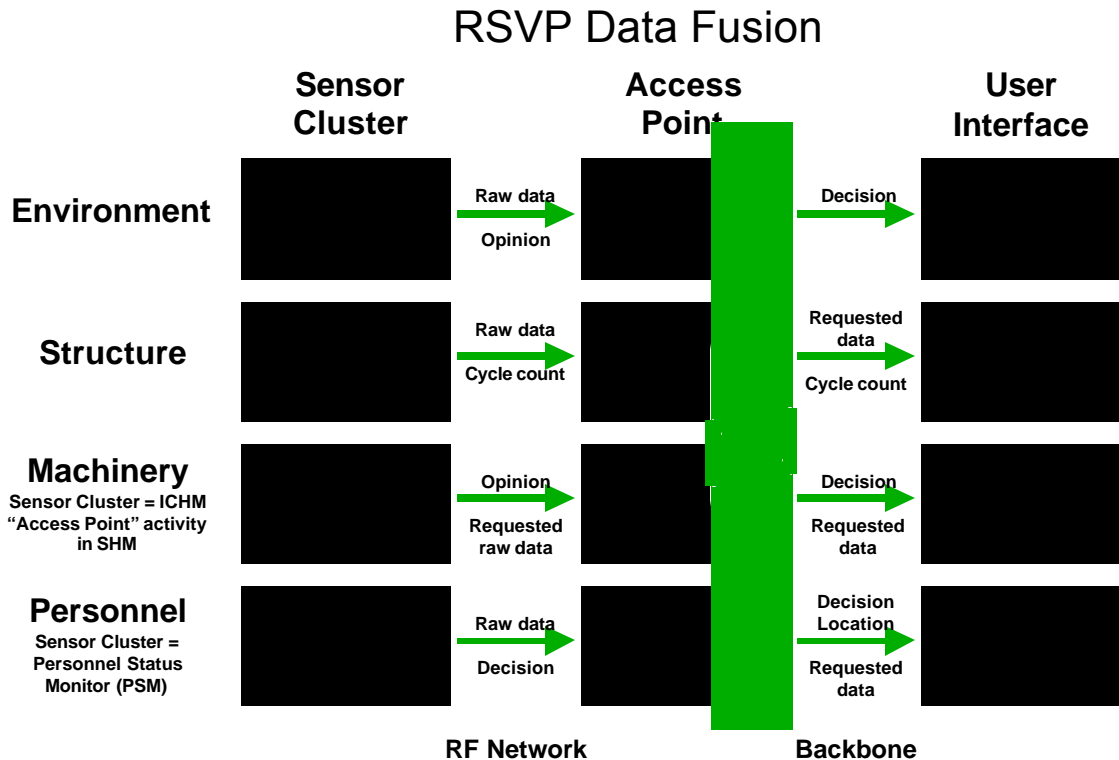 RSVP Data Fusion
Sensor
Cluster
Access
Point
User
Interface
Environment
Raw data
Opinion
Decision
Structure
Raw data
Cycle count
Requested
data
Cycle count
Machinery
Sensor Cluster = ICHM
“Access Point” activity
in SHM
Opinion
Requested
raw data
Decision
Requested
data
Personnel
Sensor Cluster =
Personnel Status
Monitor (PSM)
Raw data
Decision
Decision
Location
Requested
data
RF Network
Backbone